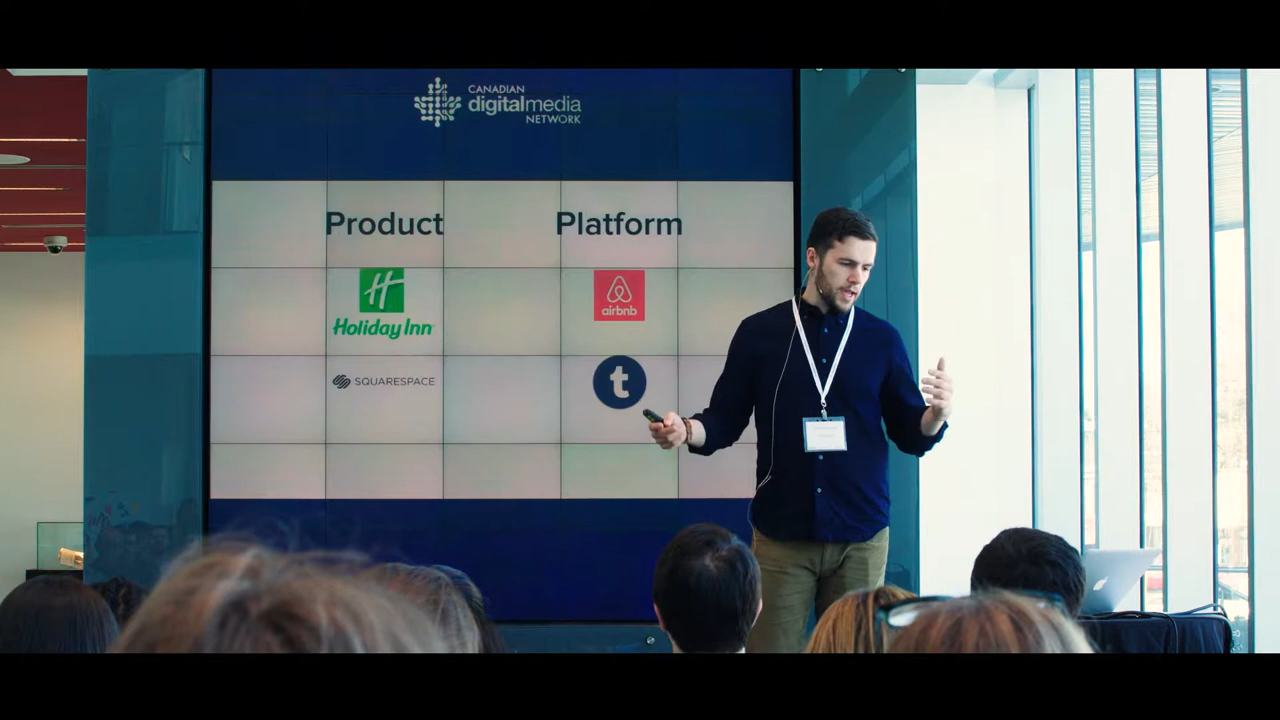 CANADIAN
digitalmedia
NETWORK
Product Platform
Holiday Inn
airbnb
SQUARESPACE
t